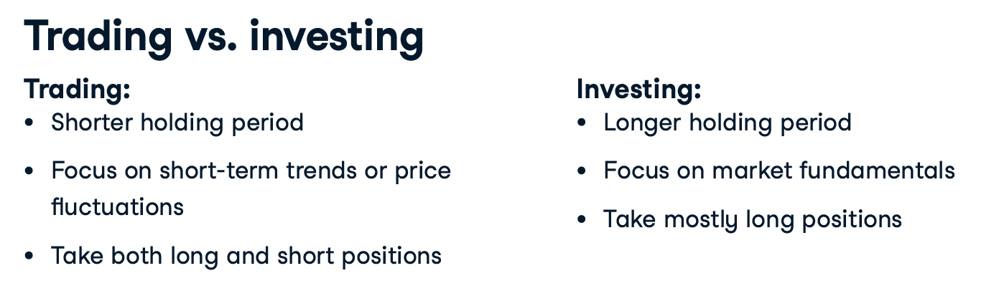 Trading vs. investing
Trading:
• Shorter holding period
• Focus on short-term trends or price
fluctuations
• Take both long and short positions
Investing:
• Longer holding period
• Focus on market fundamentals
• Take mostly long positions